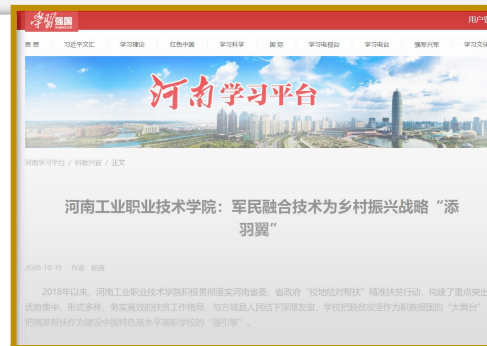 学习强国
用户登
首 页 习近平文汇 学习理论 红色中国 学习科学 国 际 学习电视台 学习电台 强军兴军 学习文化
河南学习平台
河南学习平台 / 科教兴省 / 正文
河南工业职业技术学院：军民融合技术为乡村振兴战略“添
羽翼”
2020-10-19 作者：
2018年以来，河南工业职业技术学院积极贯彻落实河南省委、省政府“校地结对帮扶”精准扶贫行动，构建了重点突出
优势集中、形式多样、务实高效的扶贫工作格局，与方城县人民结下深厚友谊，学校把脱贫攻坚作为职教报国的“大舞台”
把精准帮扶作为建设中国特色高水平高职学校的“强引擎”。